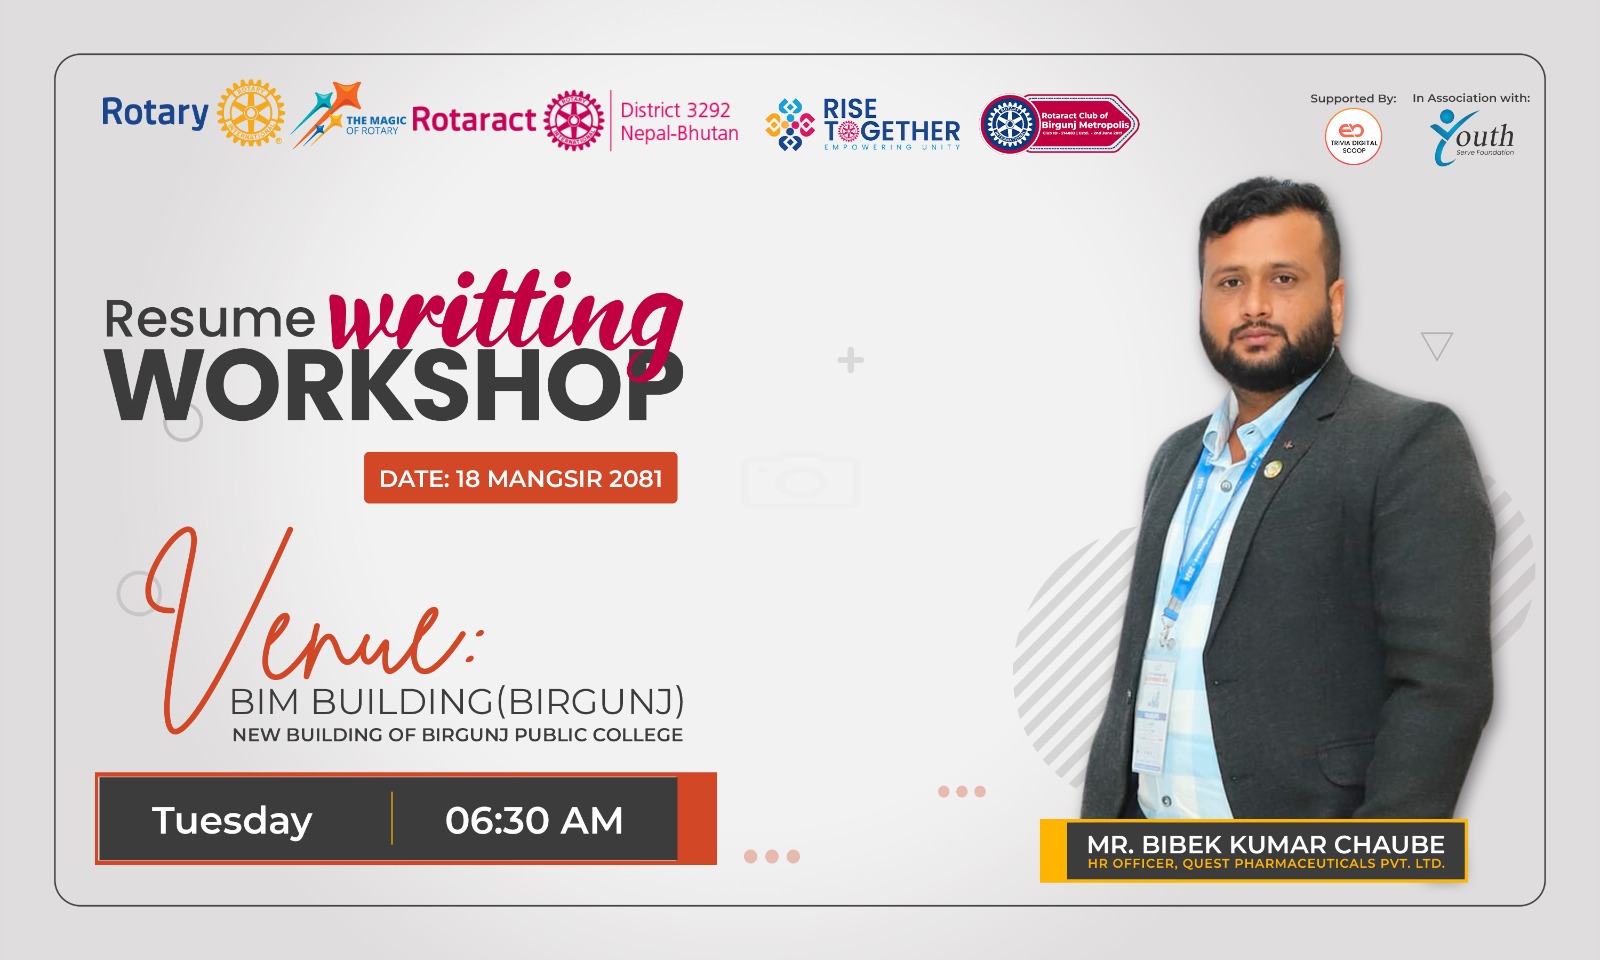 Rotary
THE MAGIC
OF ROTARY
Rotaract
District 3292
Nepal-Bhutan
RISE
TOGETHER
EMPOWERING UNITY
Rotaract Club of
Birgunj Metropolis
Supported By:
TRIVIA DIGITAL
SCOOP
In Association with:
Youth
Serve Foundation
Resume writting
WORKSHOP
DATE: 18 MANGSIR 2081
Venue:
BIM BUILDING(BIRGUNJ)
NEW BUILDING OF BIRGUNJ PUBLIC COLLEGE
Tuesday
06:30 AM
MR. BIBEK KUMAR CHAUBE
HR OFFICER, QUEST PHARMACEUTICALS PVT. LTD.